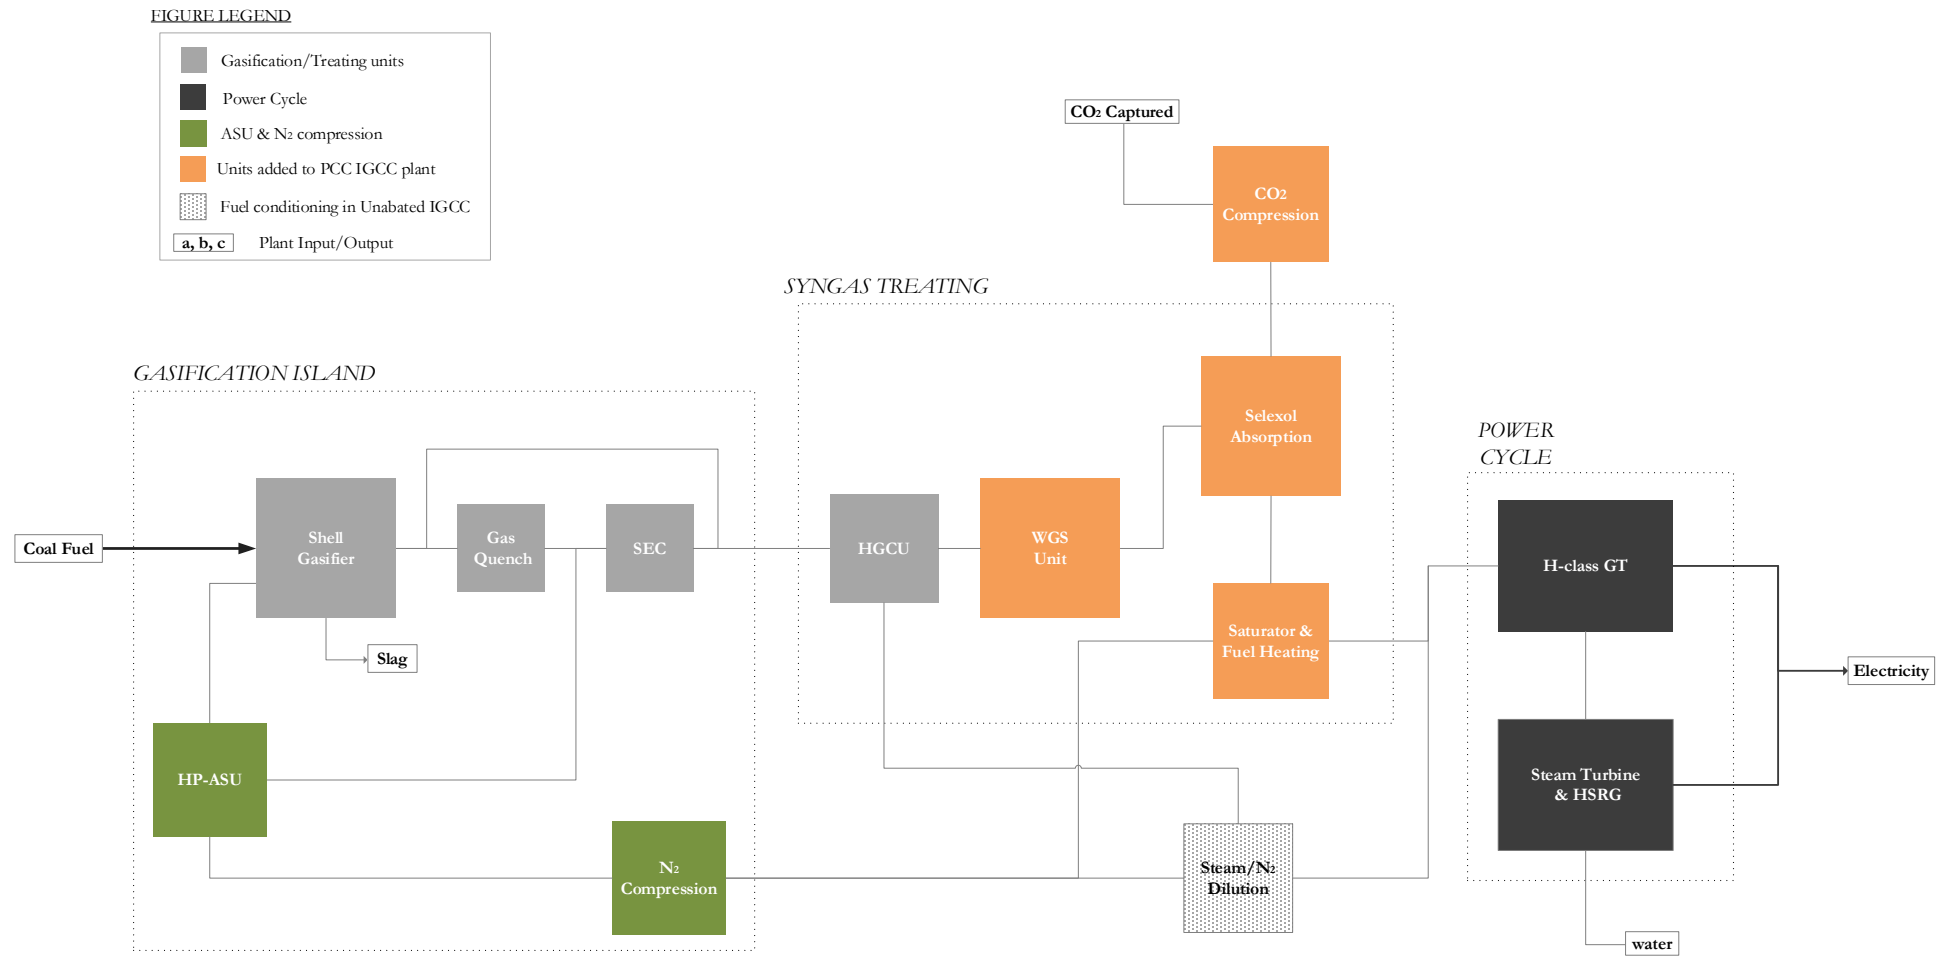 FIGURE LEGEND
Gasification/Treating units
Power Cycle
ASU & N2 compression
Units added to PCC IGCC plant
Fuel conditioning in Unabated IGCC
a, b, c
Plant Input/Output
CO2 Captured
CO2
Compression
SYNGAS TREATING
GASIFICATION ISLAND
Selexol
Absorption
POWER
CYCLE
Coal Fuel
Shell
Gasifier
Gas
Quench
SEC
HGCU
WGS
Unit
H-class GT
Saturator &
Fuel Heating
Slag
Electricity
HP-ASU
Steam Turbine
& HSRG
N2
Compression
Steam/N2
Dilution
water